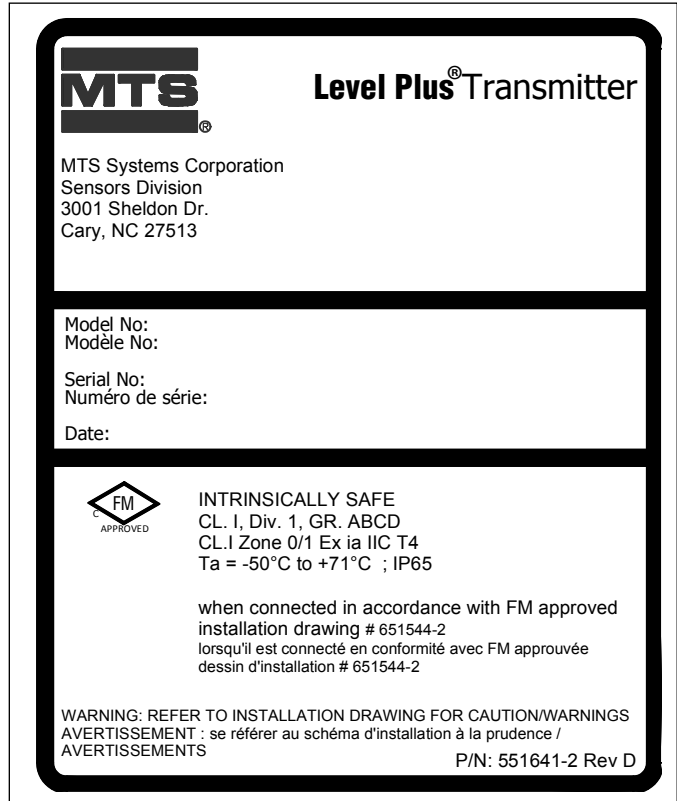 MTS
®
Level Plus® Transmitter
MTS Systems Corporation
Sensors Division
3001 Sheldon Dr.
Cary, NC 27513
Model No:
Modèle No:
Serial No:
Numéro de série:
Date:
FM
C
APPROVED
INTRINSICALLY SAFE
CL. I, Div. 1, GR. ABCD
CL.I Zone 0/1 Ex ia IIC T4
Ta = -50°C to +71°C ; IP65
when connected in accordance with FM approved
installation drawing # 651544-2
lorsqu'il est connecté en conformité avec FM approuvée
dessin d'installation # 651544-2
WARNING: REFER TO INSTALLATION DRAWING FOR CAUTION/WARNINGS
AVERTISSEMENT : se référer au schéma d'installation à la prudence /
AVERTISSEMENTS
P/N: 551641-2 Rev D